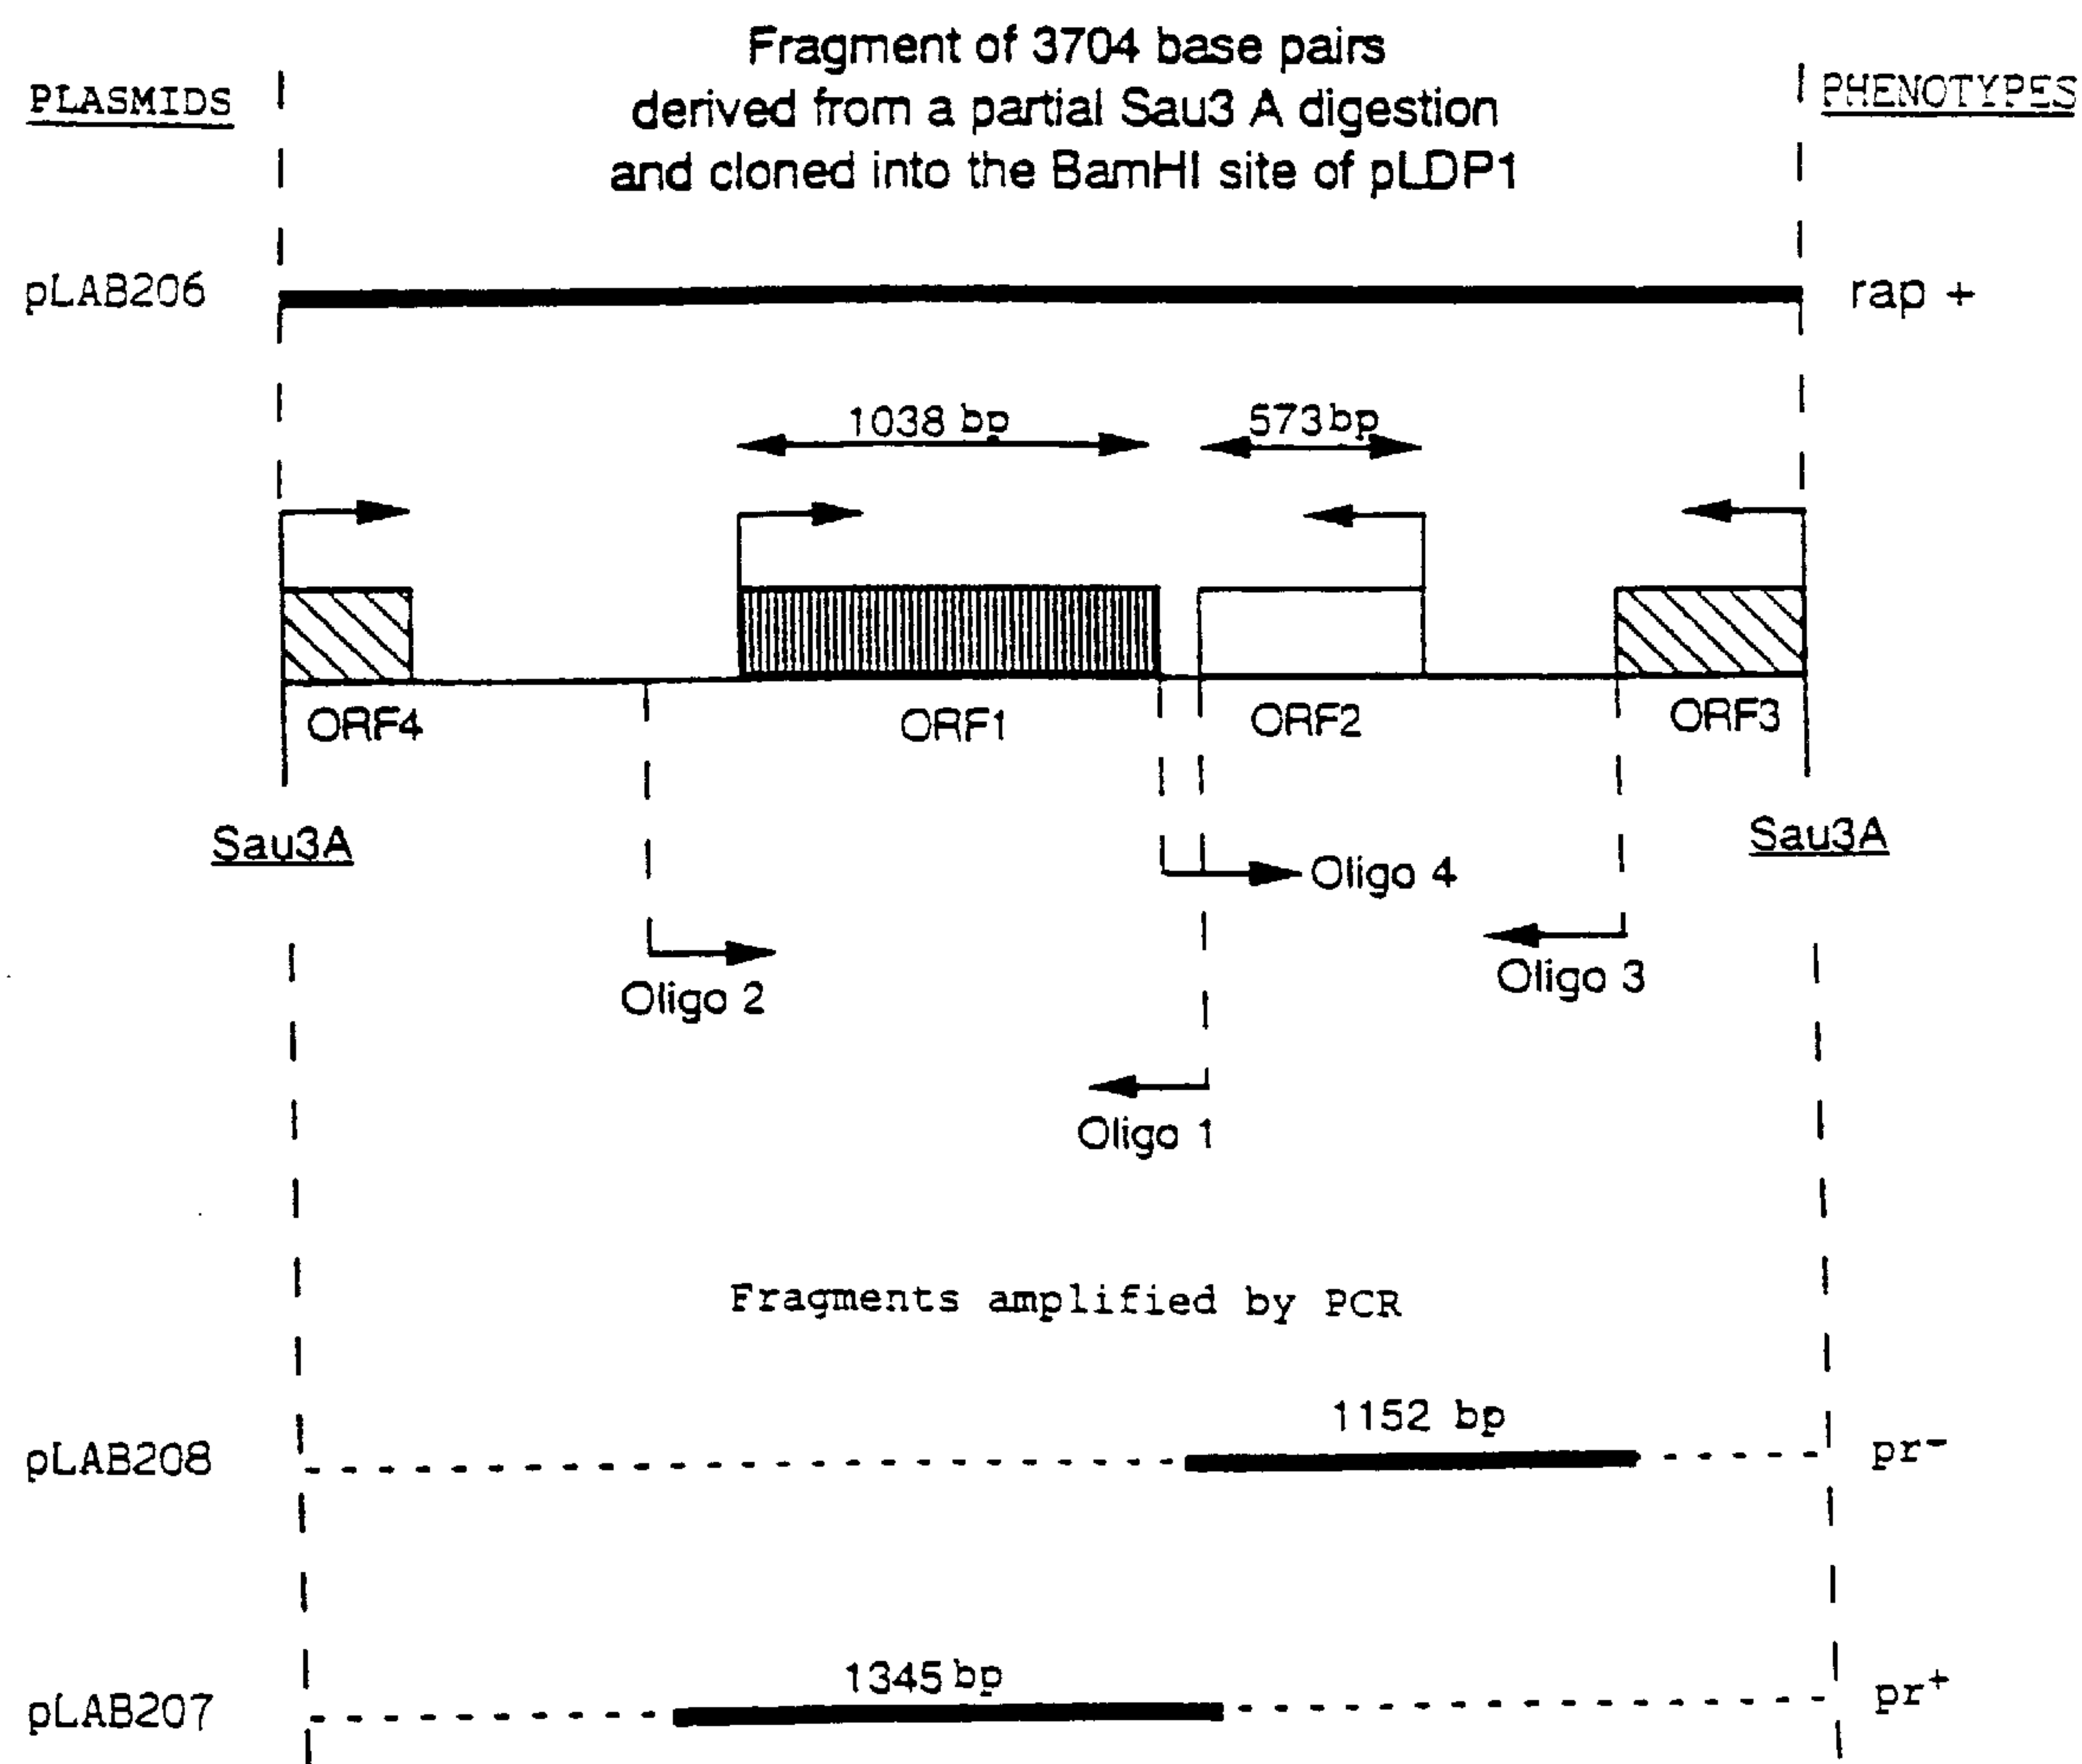 Fragment of 3704 base pairs
PLASMIDS
derived from a partial Sau3 A digestion
PHENOTYPES
and cloned into the BamHI site of pLDP1
pLAB206
rap +
1038 bp
573 bp
ORF4
ORF1
ORF2
ORF3
Sau3A
Sau3A
Oligo 4
Oligo 2
Oligo 3
Oligo 1
Fragments amplified by PCR
1152 bp
pLAB208
pr-
1345 bp
pLAB207
pr+